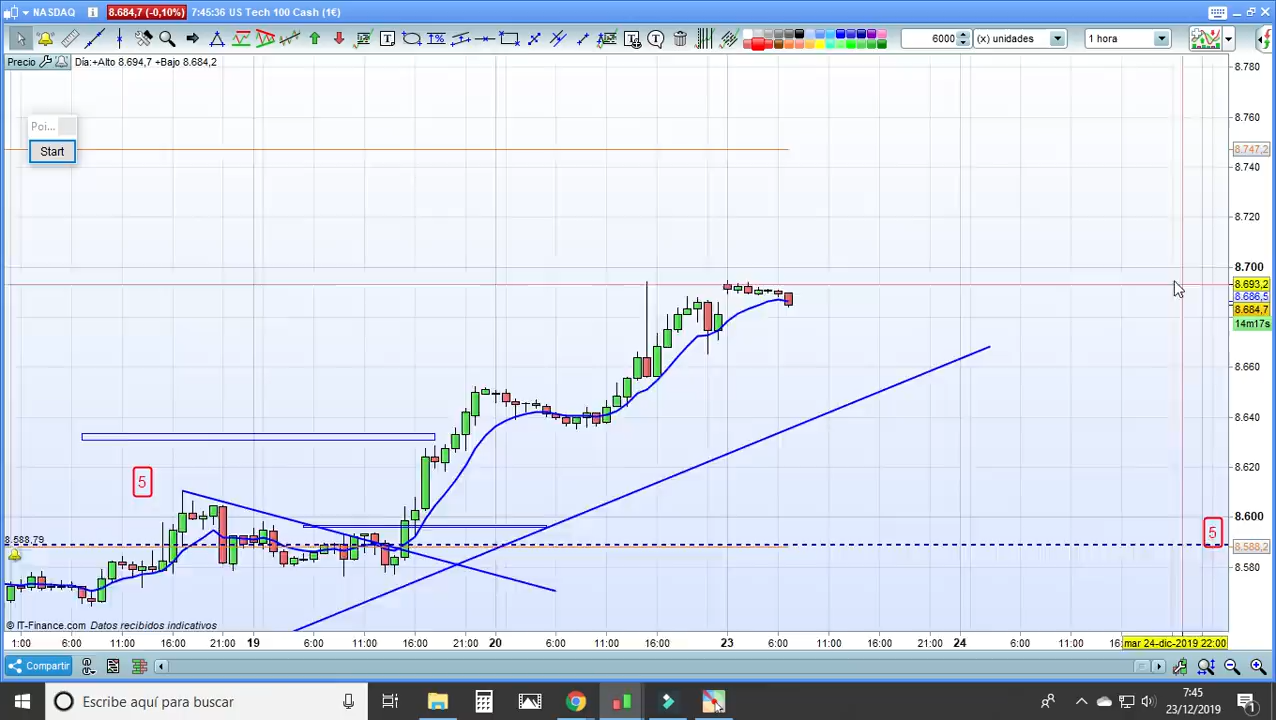 NASDAQ
8.684,7 (-0,10%)
7:45:36 US Tech 100 Cash (1€)
6000
(x) unidades
1 hora
Precio
Día:+Alto 8.694,7 +Bajo 8.684,2
Poi...
Start
8.780
8.760
8.747,2
8.740
8.720
8.700
8.693,2
8.686,5
8.684,7
14m17s
8.660
8.640
8.620
8.600
8.588,2
8.580
5
5
8.588,79
© IT-Finance.com Datos recibidos indicativos
1:00 6:00 11:00 16:00 21:00 19 6:00 11:00 16:00 21:00 20 6:00 11:00 16:00 23 6:00 11:00 16:00 21:00 24 6:00 11:00 mar 24-dic-2019 22:00
Compartir
Escribe aquí para buscar
7:45
23/12/2019
1